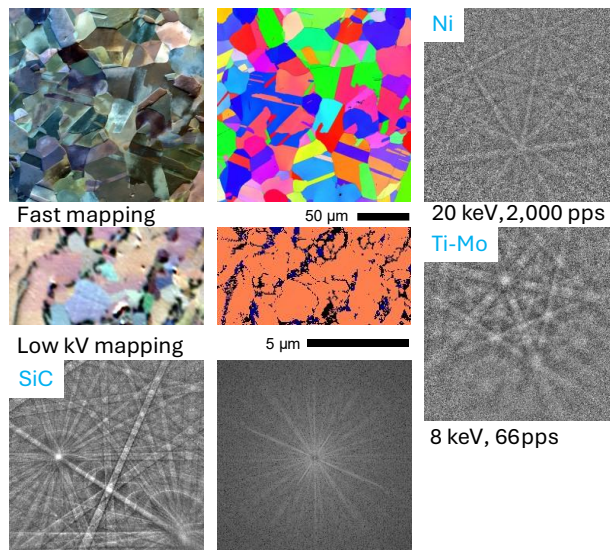 Ni
Fast mapping
50 µm
20 keV, 2,000 pps
Ti-Mo
Low kV mapping
5 µm
SiC
8 keV, 66pps